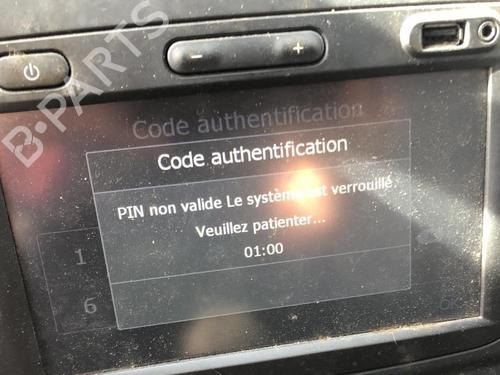 B-PARTS
Code authentification
Code authentification
PIN non valide Le système est verrouillé.
Veuillez patienter...
01:00
1
6